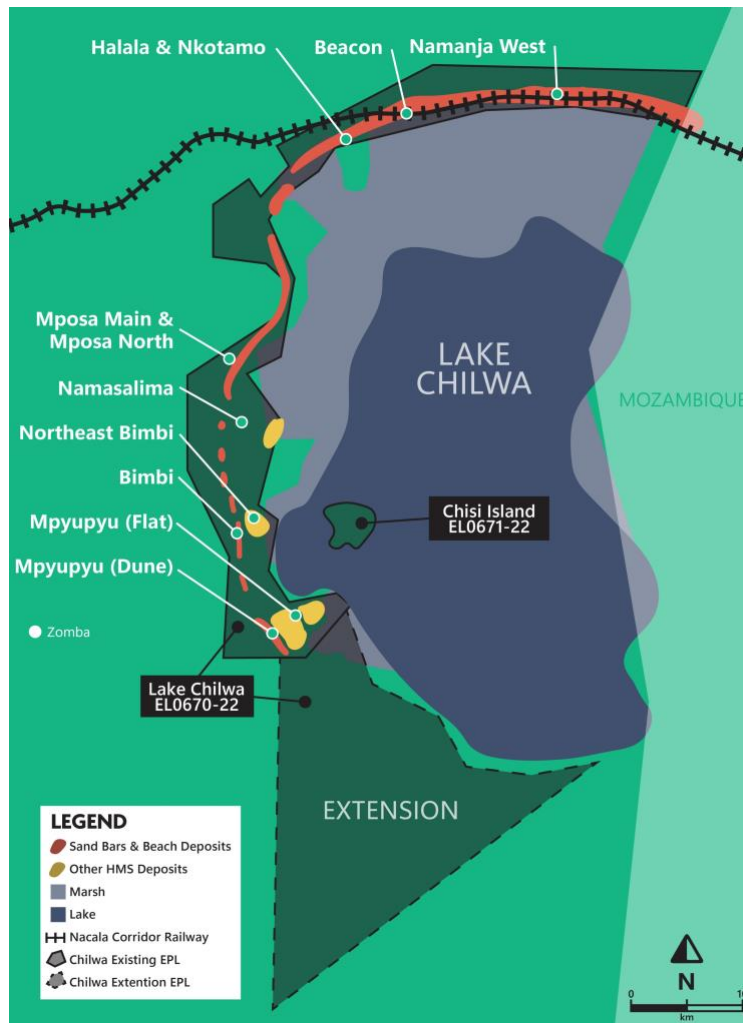 Halala & Nkotamo
Beacon
Namanja West
Mposa Main &
Mposa North
Namasalima
Northeast Bimbi
Bimbi
Mpyupyu (Flat)
Mpyupyu (Dune)
LAKE
CHILWA
MOZAMBIQUE
Chisi Island
EL0671-22
Zomba
Lake Chilwa
EL0670-22
EXTENSION
LEGEND
Sand Bars & Beach Deposits
Other HMS Deposits
Marsh
Lake
Nacala Corridor Railway
Chilwa Existing EPL
Chilwa Extention EPL
N
0
km